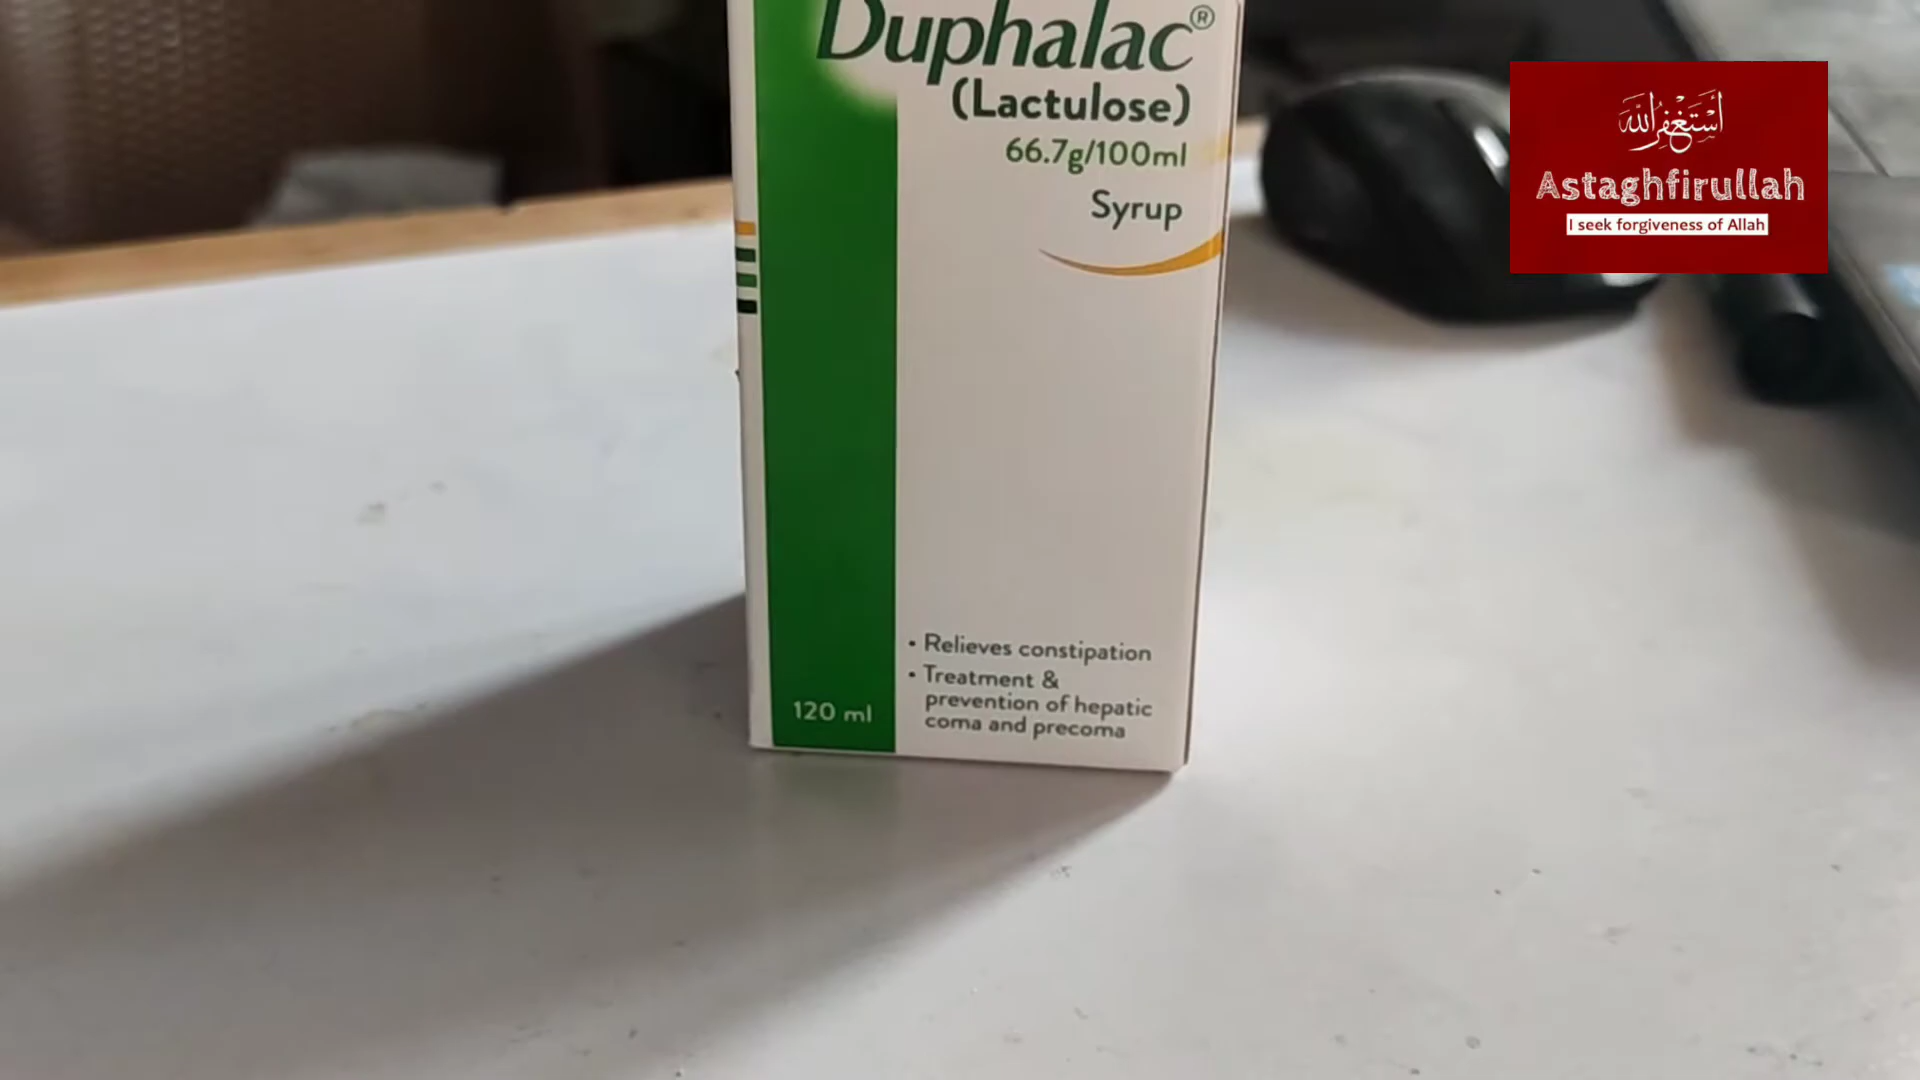 Duphalac®
(Lactulose)
66.7g/100ml
Syrup
• Relieves constipation
• Treatment &
prevention of hepatic
coma and precoma
120 ml
أستغفر الله
Astaghfirullah
I seek forgiveness of Allah